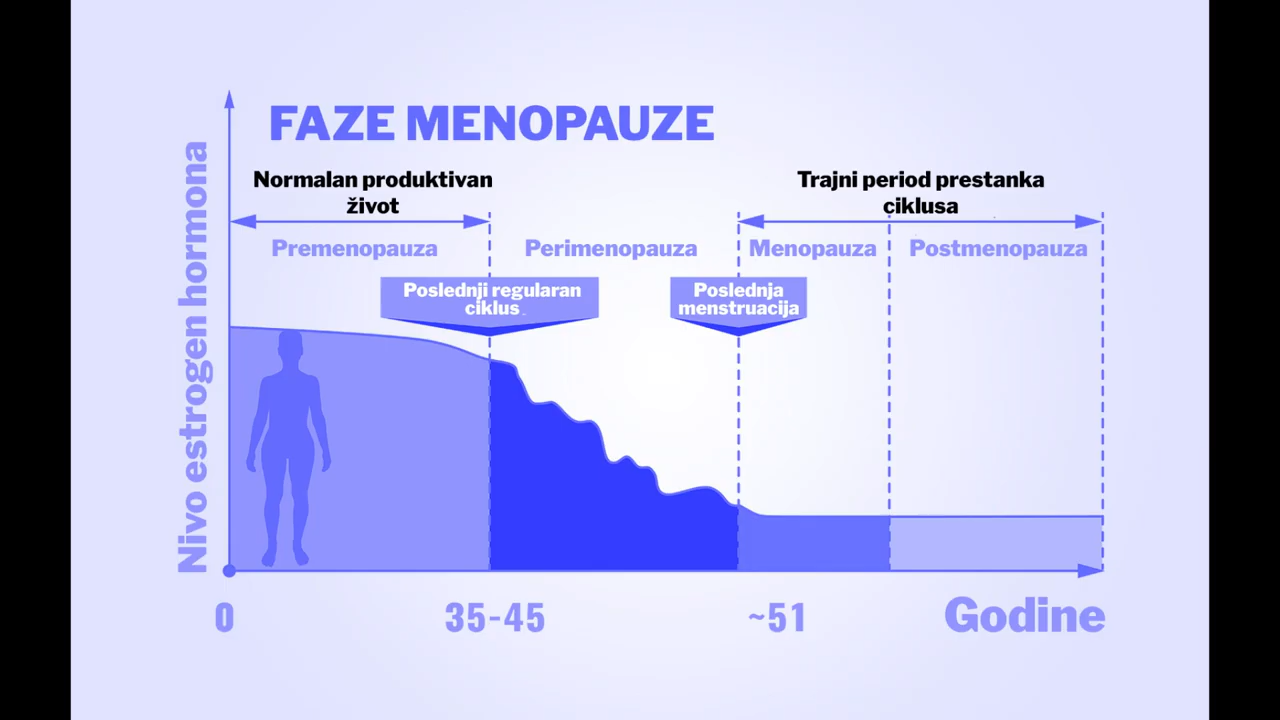 FAZE MENOPAUZE
Nivo estrogen hormona
Normalan produktivan
život
Trajni period prestanka
ciklusa
Premenopauza
Perimenopauza
Menopauza
Postmenopauza
Poslednji regularan
ciklus
Poslednja
menstruacija
0
35-45
~51
Godine